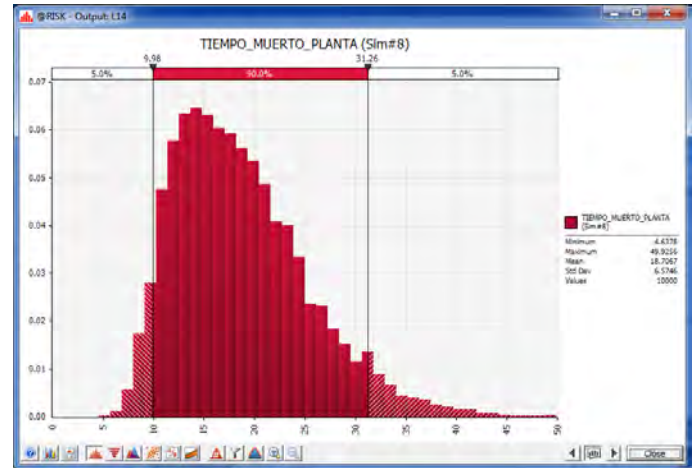 @RISK - Output: L14
TIEMPO_MUERTO_PLANTA (Sim#8)
9.98 31.26
5.0% 90.0% 5.0%
0.07
0.06
0.05
0.04
0.03
0.02
0.01
0.00
0 5 10 15 20 25 30 35 40 45 50
TIEMPO_MUERTO_PLANTA
(Sim#8)
Minimum 4.6378
Maximum 49.9256
Mean 18.7067
Std Dev 6.5746
Values 10000
Close